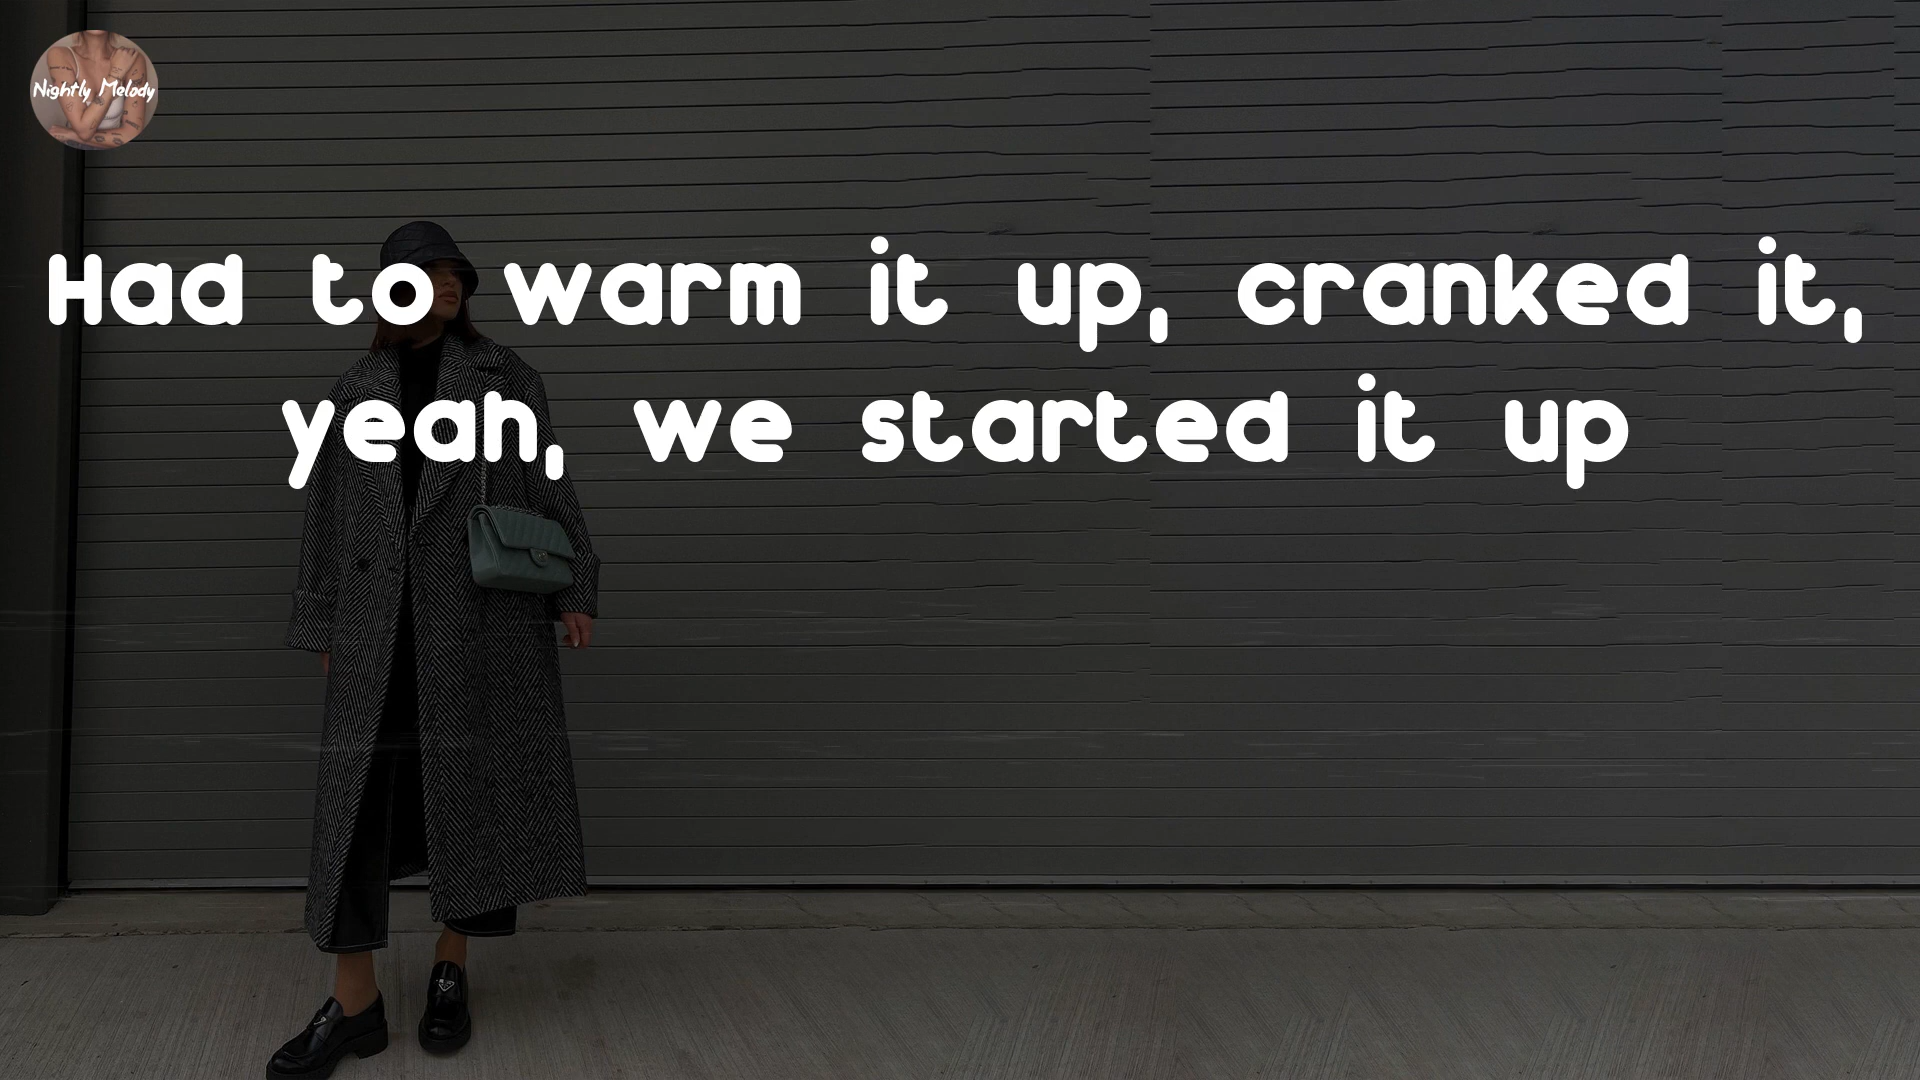 Nightly Melody
Had to warm it up, cranked it,
yeah, we started it up